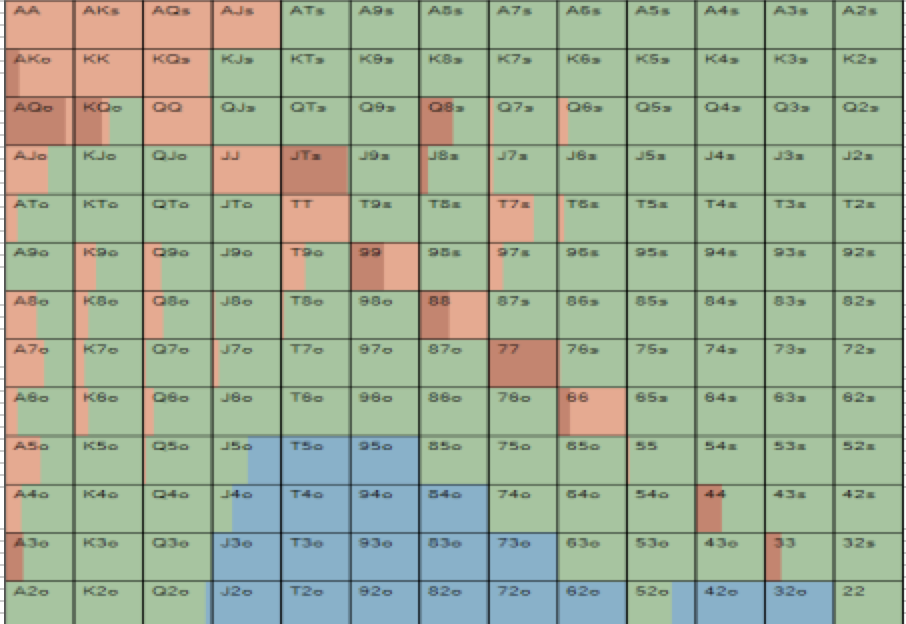 AA AKs AQs AJs ATs A9s A8s A7s A6s A5s A4s A3s A2s
AKo KK KQs KJs KTs K9s K8s K7s K6s K5s K4s K3s K2s
AQo KQo QQ QJs QTs Q9s Q8s Q7s Q6s Q5s Q4s Q3s Q2s
AJo KJo QJo JJ JTs J9s J8s J7s J6s J5s J4s J3s J2s
ATo KTo QTo JTo TT T9s T8s T7s T6s T5s T4s T3s T2s
A9o K9o Q9o J9o T9o 99 98s 97s 96s 95s 94s 93s 92s
A8o K8o Q8o J8o T8o 98o 88 87s 86s 85s 84s 83s 82s
A7o K7o Q7o J7o T7o 97o 87o 77 76s 75s 74s 73s 72s
A6o K6o Q6o J6o T6o 96o 86o 76o 66 65s 64s 63s 62s
A5o K5o Q5o J5o T5o 95o 85o 75o 65o 55 54s 53s 52s
A4o K4o Q4o J4o T4o 94o 84o 74o 64o 54o 44 43s 42s
A3o K3o Q3o J3o T3o 93o 83o 73o 63o 53o 43o 33 32s
A2o K2o Q2o J2o T2o 92o 82o 72o 62o 52o 42o 32o 22